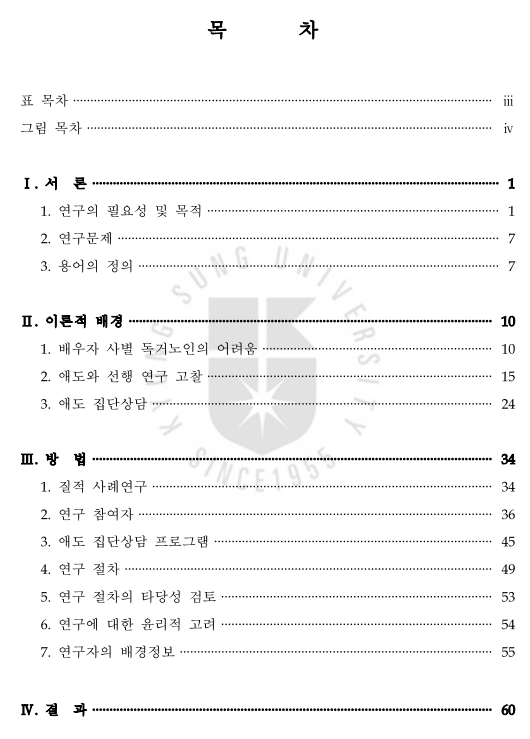 목 차
표 목차 ⅲ
그림 목차 ⅳ
Ⅰ. 서 론 1
1. 연구의 필요성 및 목적 1
2. 연구문제 7
3. 용어의 정의 7
Ⅱ. 이론적 배경 10
1. 배우자 사별 독거노인의 어려움 10
2. 애도와 선행 연구 고찰 15
3. 애도 집단상담 24
Ⅲ. 방 법 34
1. 질적 사례연구 34
2. 연구 참여자 36
3. 애도 집단상담 프로그램 45
4. 연구 절차 49
5. 연구 절차의 타당성 검토 53
6. 연구에 대한 윤리적 고려 54
7. 연구자의 배경정보 55
Ⅳ. 결 과 60
KYUNGSUNG UNIVERSITY
SINCE1955